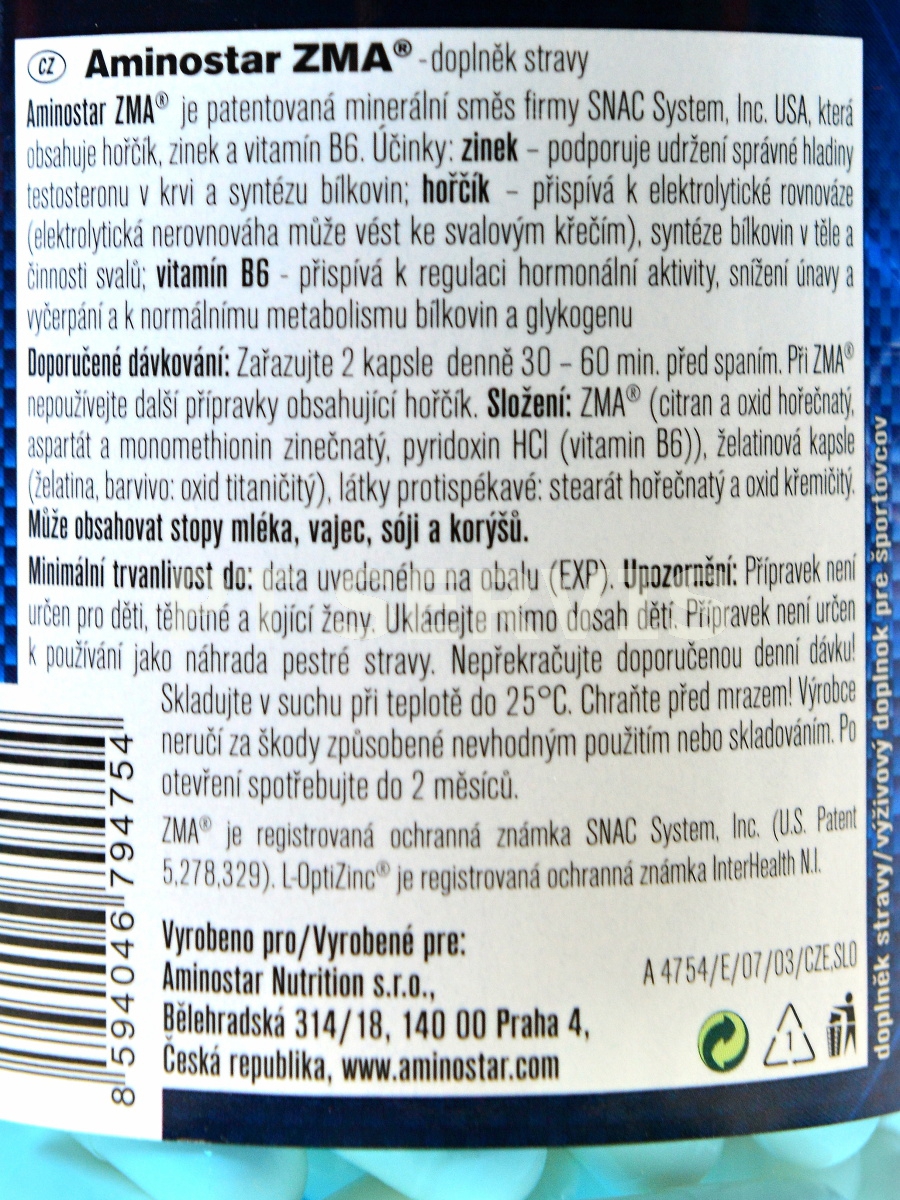 CZ Aminostar ZMA® - doplněk stravy
Aminostar ZMA® je patentovaná minerální směs firmy SNAC System, Inc. USA, která
obsahuje hořčík, zinek a vitamín B6. Účinky: zinek – podporuje udržení správné hladiny
testosteronu v krvi a syntézu bílkovin; hořčík – přispívá k elektrolytické rovnováze
(elektrolytická nerovnováha může vést ke svalovým křečím), syntéze bílkovin v těle a
činnosti svalů; vitamín B6 - přispívá k regulaci hormonální aktivity, snížení únavy a
vyčerpání a k normálnímu metabolismu bílkovin a glykogenu
Doporučené dávkování: Zařazujte 2 kapsle denně 30 – 60 min. před spaním. Při ZMA®
nepoužívejte další přípravky obsahující hořčík. Složení: ZMA® (citran a oxid hořečnatý,
aspartát a monomethionin zinečnatý, pyridoxin HCl (vitamin B6)), želatinová kapsle
(želatina, barvivo: oxid titaničitý), látky protispékavé: stearát hořečnatý a oxid křemičitý.
Může obsahovat stopy mléka, vajec, sóji a korýšů.
Minimální trvanlivost do: data uvedeného na obalu (EXP). Upozornění: Přípravek není
určen pro děti, těhotné a kojící ženy. Ukládejte mimo dosah dětí. Přípravek není určen
k používání jako náhrada pestré stravy. Nepřekračujte doporučenou denní dávku!
Skladujte v suchu při teplotě do 25°C. Chraňte před mrazem! Výrobce
neručí za škody způsobené nevhodným použitím nebo skladováním. Po
otevření spotřebujte do 2 měsíců.
ZMA® je registrovaná ochranná známka SNAC System, Inc. (U.S. Patent
5,278,329). L-OptiZinc® je registrovaná ochranná známka InterHealth N.I.
Vyrobeno pro/Vyrobené pre:
Aminostar Nutrition s.r.o.,
Bělehradská 314/18, 140 00 Praha 4,
Česká republika, www.aminostar.com
A 4754/E/07/03/CZE,SLO
1
8 594046 794754
doplněk stravy/výživový doplnok pre športovcov